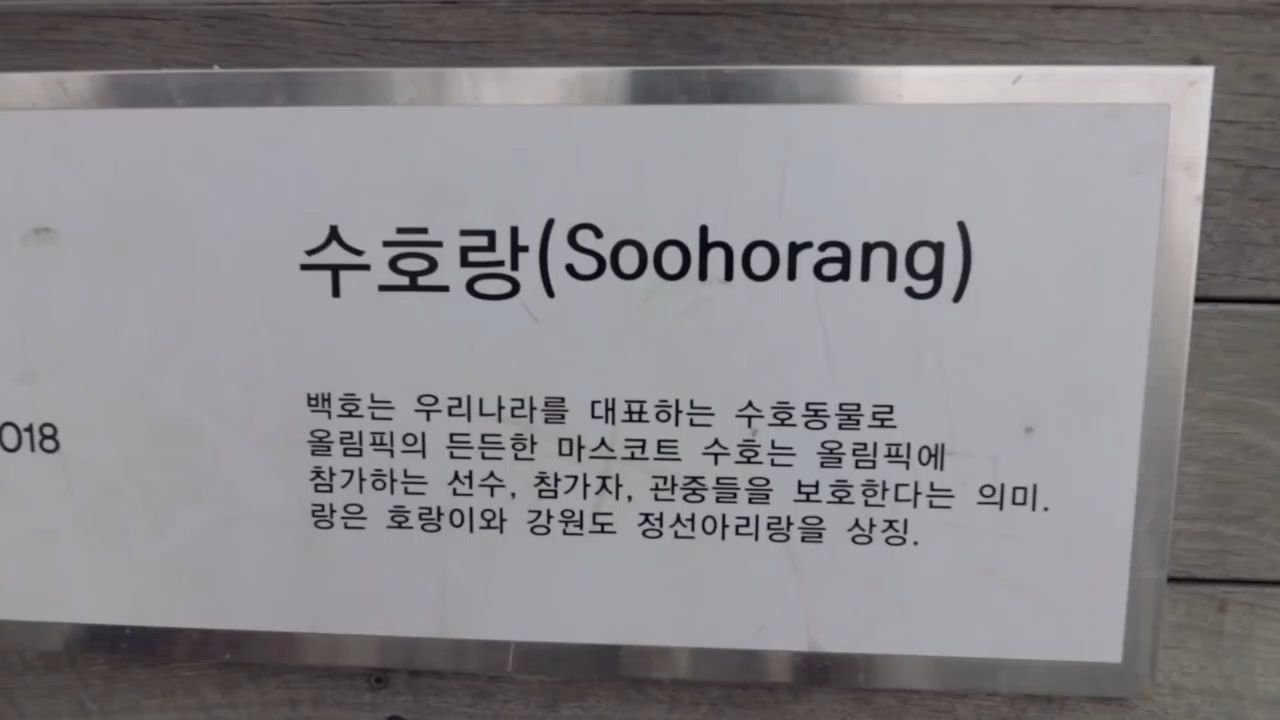 수호랑(Soohorang)
백호는 우리나라를 대표하는 수호동물로
올림픽의 든든한 마스코트 수호는 올림픽에
018
참가하는 선수, 참가자, 관중들을 보호한다는 의미.
랑은 호랑이와 강원도 정선아리랑을 상징.